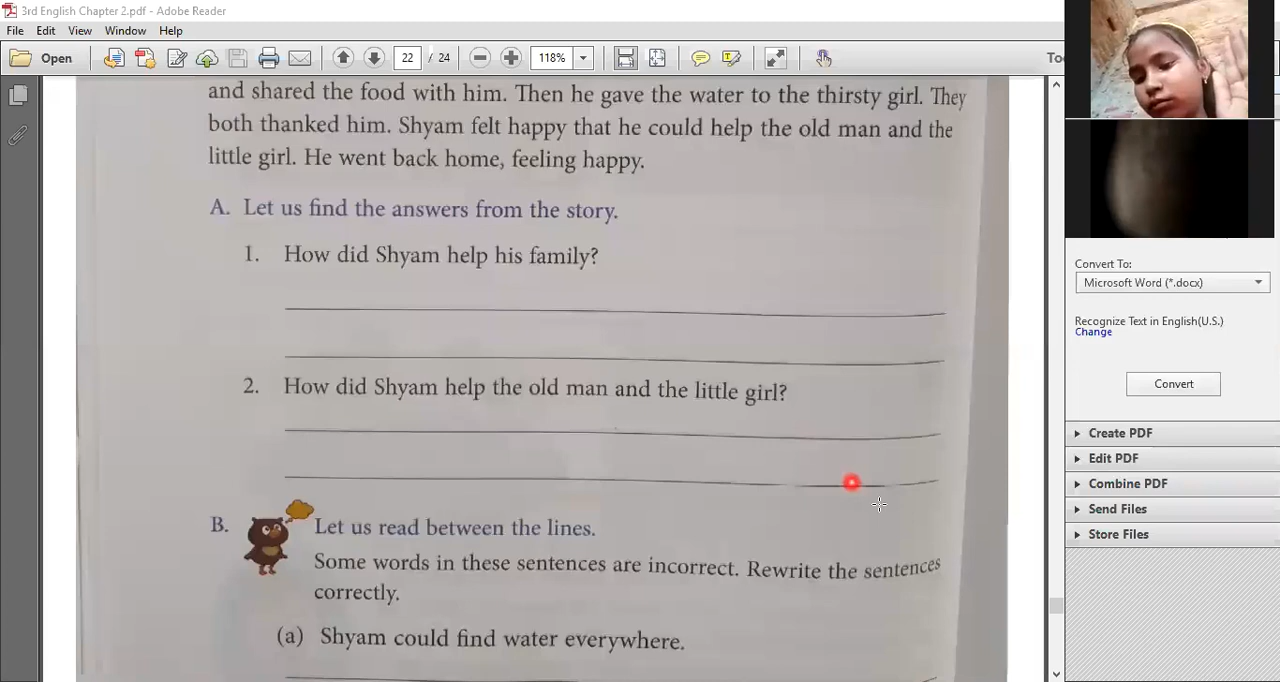 3rd English Chapter 2.pdf - Adobe Reader
File Edit View Window Help
Open 22 / 24 118%
and shared the food with him. Then he gave the water to the thirsty girl. They
both thanked him. Shyam felt happy that he could help the old man and the
little girl. He went back home, feeling happy.
A. Let us find the answers from the story.
1. How did Shyam help his family?
2. How did Shyam help the old man and the little girl?
B. Let us read between the lines.
Some words in these sentences are incorrect. Rewrite the sentences
correctly.
(a) Shyam could find water everywhere.
Convert To:
Microsoft Word (*.docx)
Recognize Text in English(U.S.)
Change
Convert
Create PDF
Edit PDF
Combine PDF
Send Files
Store Files